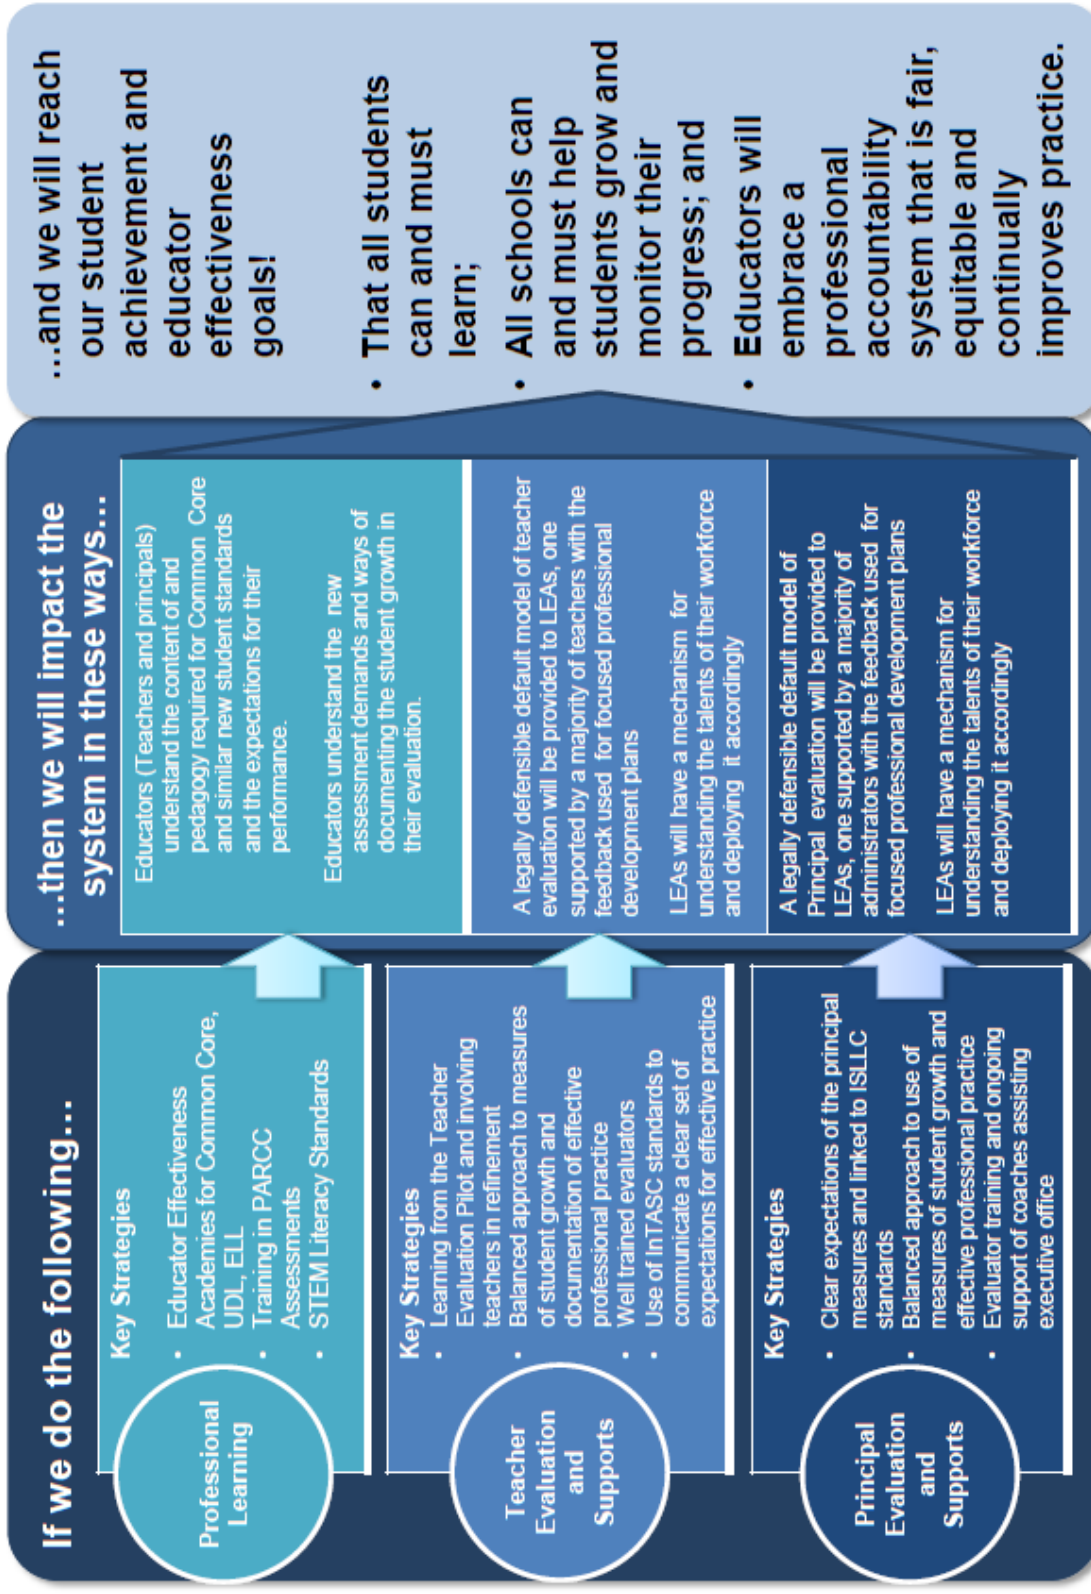 If we do the following...
Professional
Learning
Key Strategies
• Educator Effectiveness
Academies for Common Core,
UDL, ELL
• Training in PARCC
Assessments
• STEM Literacy Standards
Teacher
Evaluation
and
Supports
Key Strategies
• Learning from the Teacher
Evaluation Pilot and involving
teachers in refinement
• Balanced approach to measures
of student growth and
documentation of effective
professional practice
• Well trained evaluators
• Use of InTASC standards to
communicate a clear set of
expectations for effective practice
Principal
Evaluation
and
Supports
Key Strategies
• Clear expectations of the principal
measures and linked to ISLLC
standards
• Balanced approach to use of
measures of student growth and
effective professional practice
• Evaluator training and ongoing
support of coaches assisting
executive office
...then we will impact the
system in these ways...
Educators (Teachers and principals)
understand the content of and
pedagogy required for Common Core
and similar new student standards
and the expectations for their
performance.
Educators understand the new
assessment demands and ways of
documenting the student growth in
their evaluation.
A legally defensible default model of teacher
evaluation will be provided to LEAs, one
supported by a majority of teachers with the
feedback used for focused professional
development plans
LEAs will have a mechanism for
understanding the talents of their workforce
and deploying it accordingly
A legally defensible default model of
Principal evaluation will be provided to
LEAs, one supported by a majority of
administrators with the feedback used for
focused professional development plans
LEAs will have a mechanism for
understanding the talents of their workforce
and deploying it accordingly
...and we will reach
our student
achievement and
educator
effectiveness
goals!
• That all students
can and must
learn;
• All schools can
and must help
students grow and
monitor their
progress; and
• Educators will
embrace a
professional
accountability
system that is fair,
equitable and
continually
improves practice.